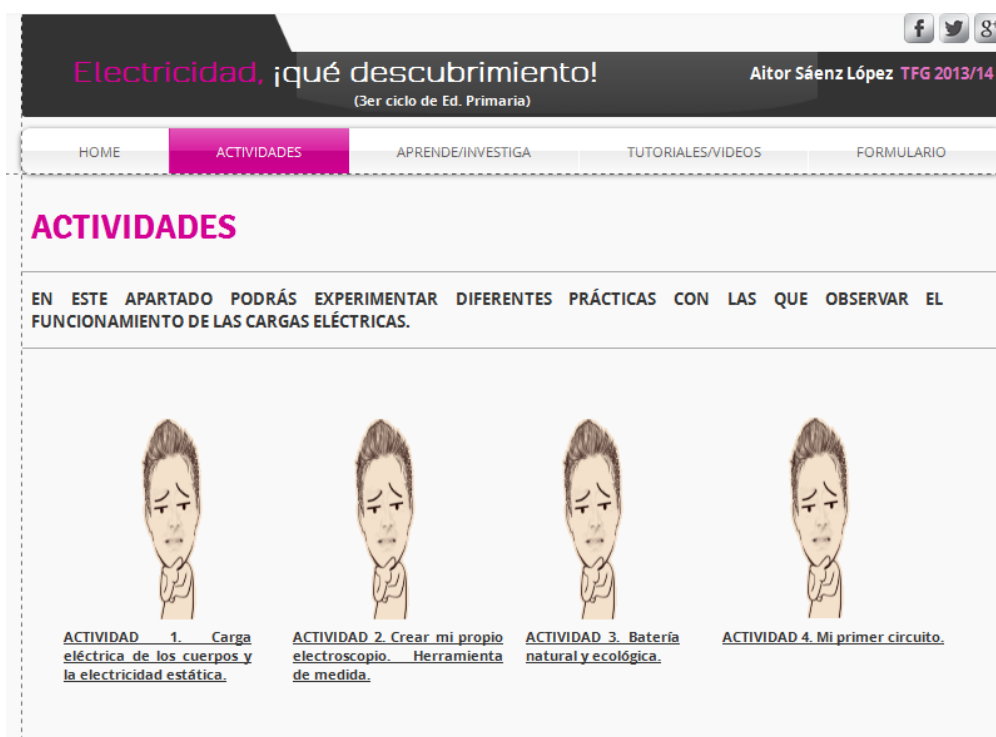 Electricidad, ¡qué descubrimiento!
(3er ciclo de Ed. Primaria)
Aitor Sáenz López TFG 2013/14
HOME
ACTIVIDADES
APRENDE/INVESTIGA
TUTORIALES/VIDEOS
FORMULARIO
ACTIVIDADES
EN ESTE APARTADO PODRÁS EXPERIMENTAR DIFERENTES PRÁCTICAS CON LAS QUE OBSERVAR EL
FUNCIONAMIENTO DE LAS CARGAS ELÉCTRICAS.
ACTIVIDAD 1. Carga
eléctrica de los cuerpos y
la electricidad estática.
ACTIVIDAD 2. Crear mi propio
electroscopio. Herramienta
de medida.
ACTIVIDAD 3. Batería
natural y ecológica.
ACTIVIDAD 4. Mi primer circuito.